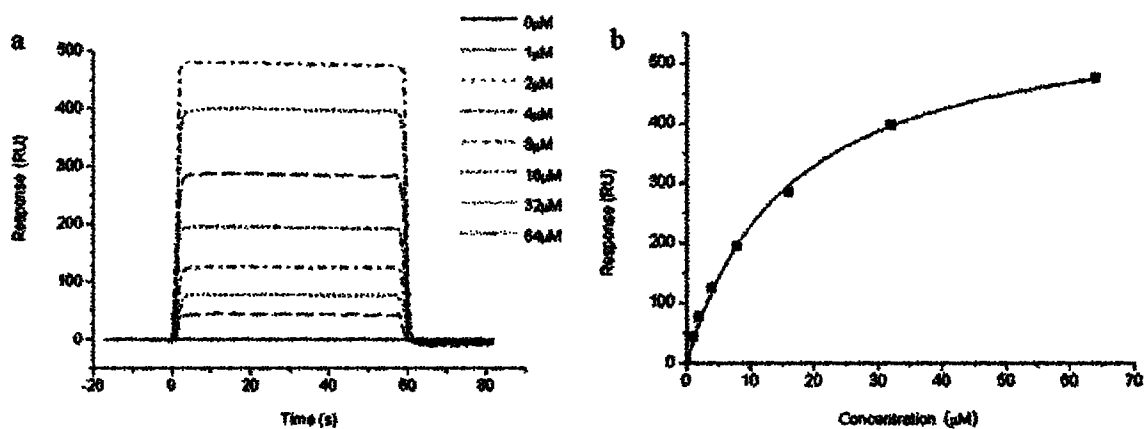 a
500
400
300
200
100
0
-20
0
20
40
60
80
Response (RU)
Time (s)
0μM
1μM
2μM
4μM
8μM
16μM
32μM
64μM
b
500
400
300
200
100
0
0
10
20
30
40
50
60
70
Response (RU)
Concentration (μM)